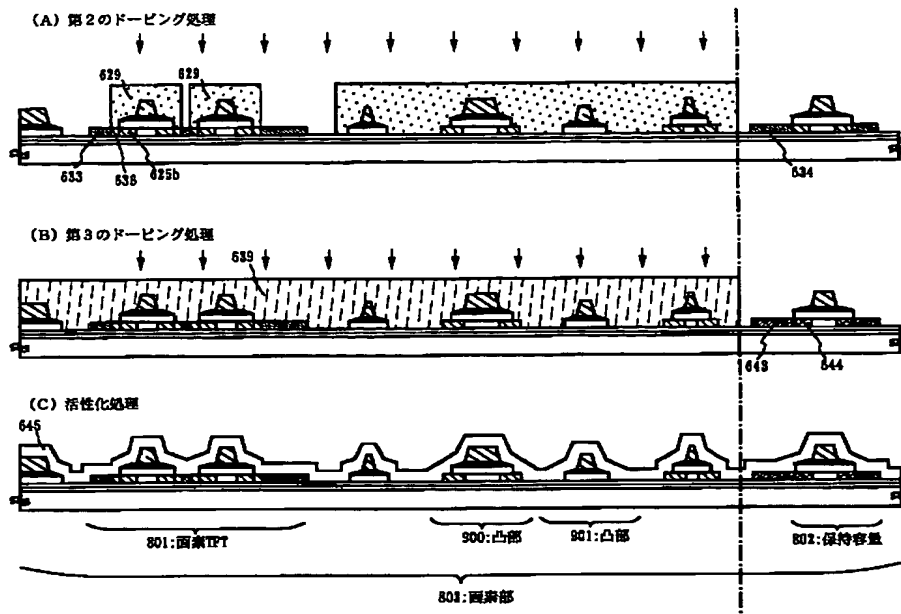 (A) 第2のドーピング処理
629
629
633
635
625b
634
(B) 第3のドーピング処理
639
643
644
(C) 活性化処理
645
801:画素TFT
900:凸部
901:凸部
802:保持容量
803:画素部